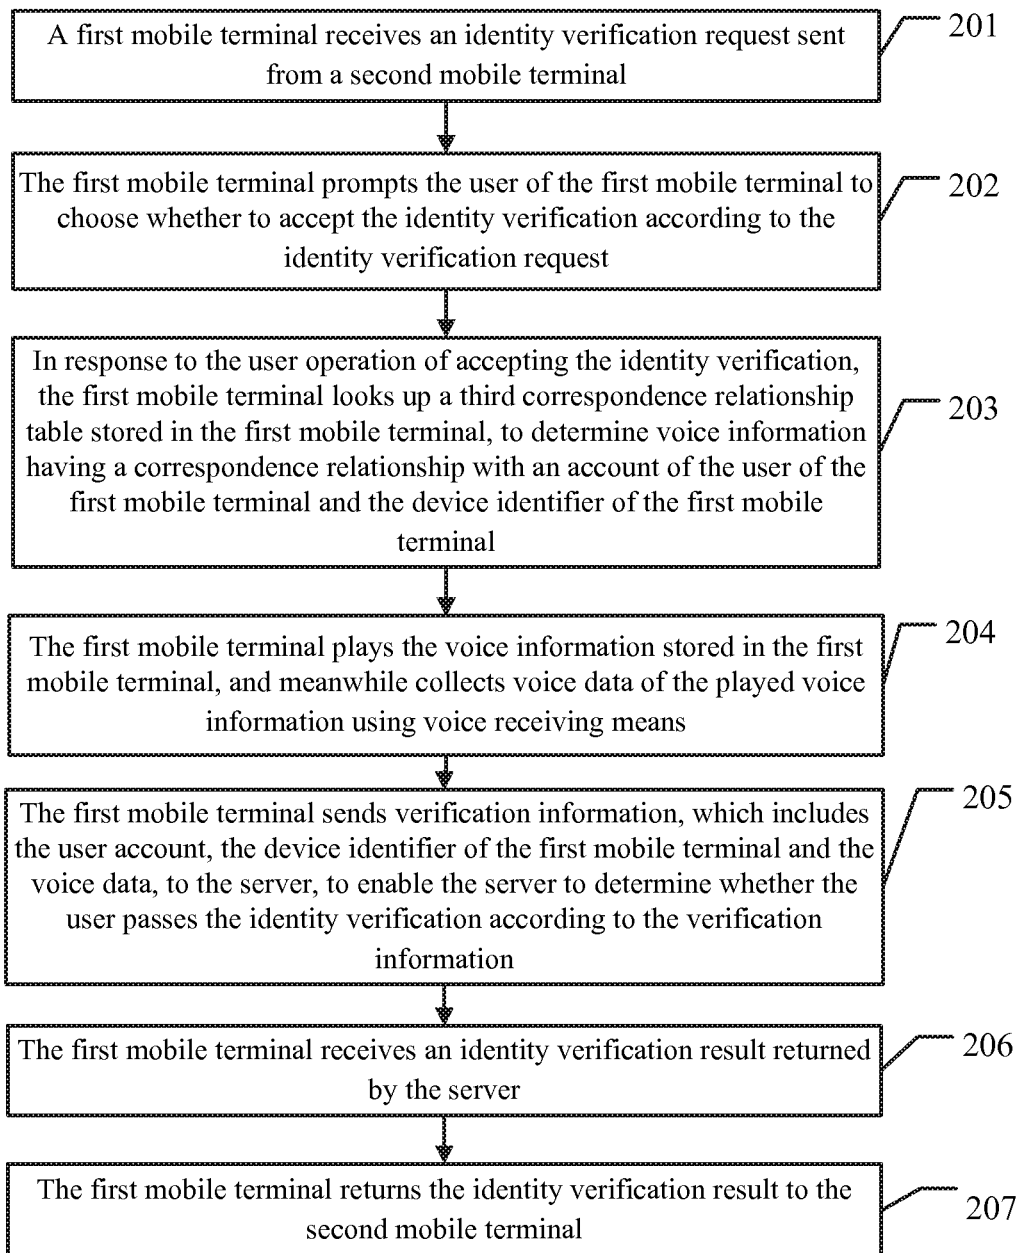 A first mobile terminal receives an identity verification request sent
from a second mobile terminal
201
The first mobile terminal prompts the user of the first mobile terminal to
choose whether to accept the identity verification according to the
identity verification request
202
In response to the user operation of accepting the identity verification,
the first mobile terminal looks up a third correspondence relationship
table stored in the first mobile terminal, to determine voice information
having a correspondence relationship with an account of the user of the
first mobile terminal and the device identifier of the first mobile
terminal
203
The first mobile terminal plays the voice information stored in the first
mobile terminal, and meanwhile collects voice data of the played voice
information using voice receiving means
204
The first mobile terminal sends verification information, which includes
the user account, the device identifier of the first mobile terminal and the
voice data, to the server, to enable the server to determine whether the
user passes the identity verification according to the verification
information
205
The first mobile terminal receives an identity verification result returned
by the server
206
The first mobile terminal returns the identity verification result to the
second mobile terminal
207